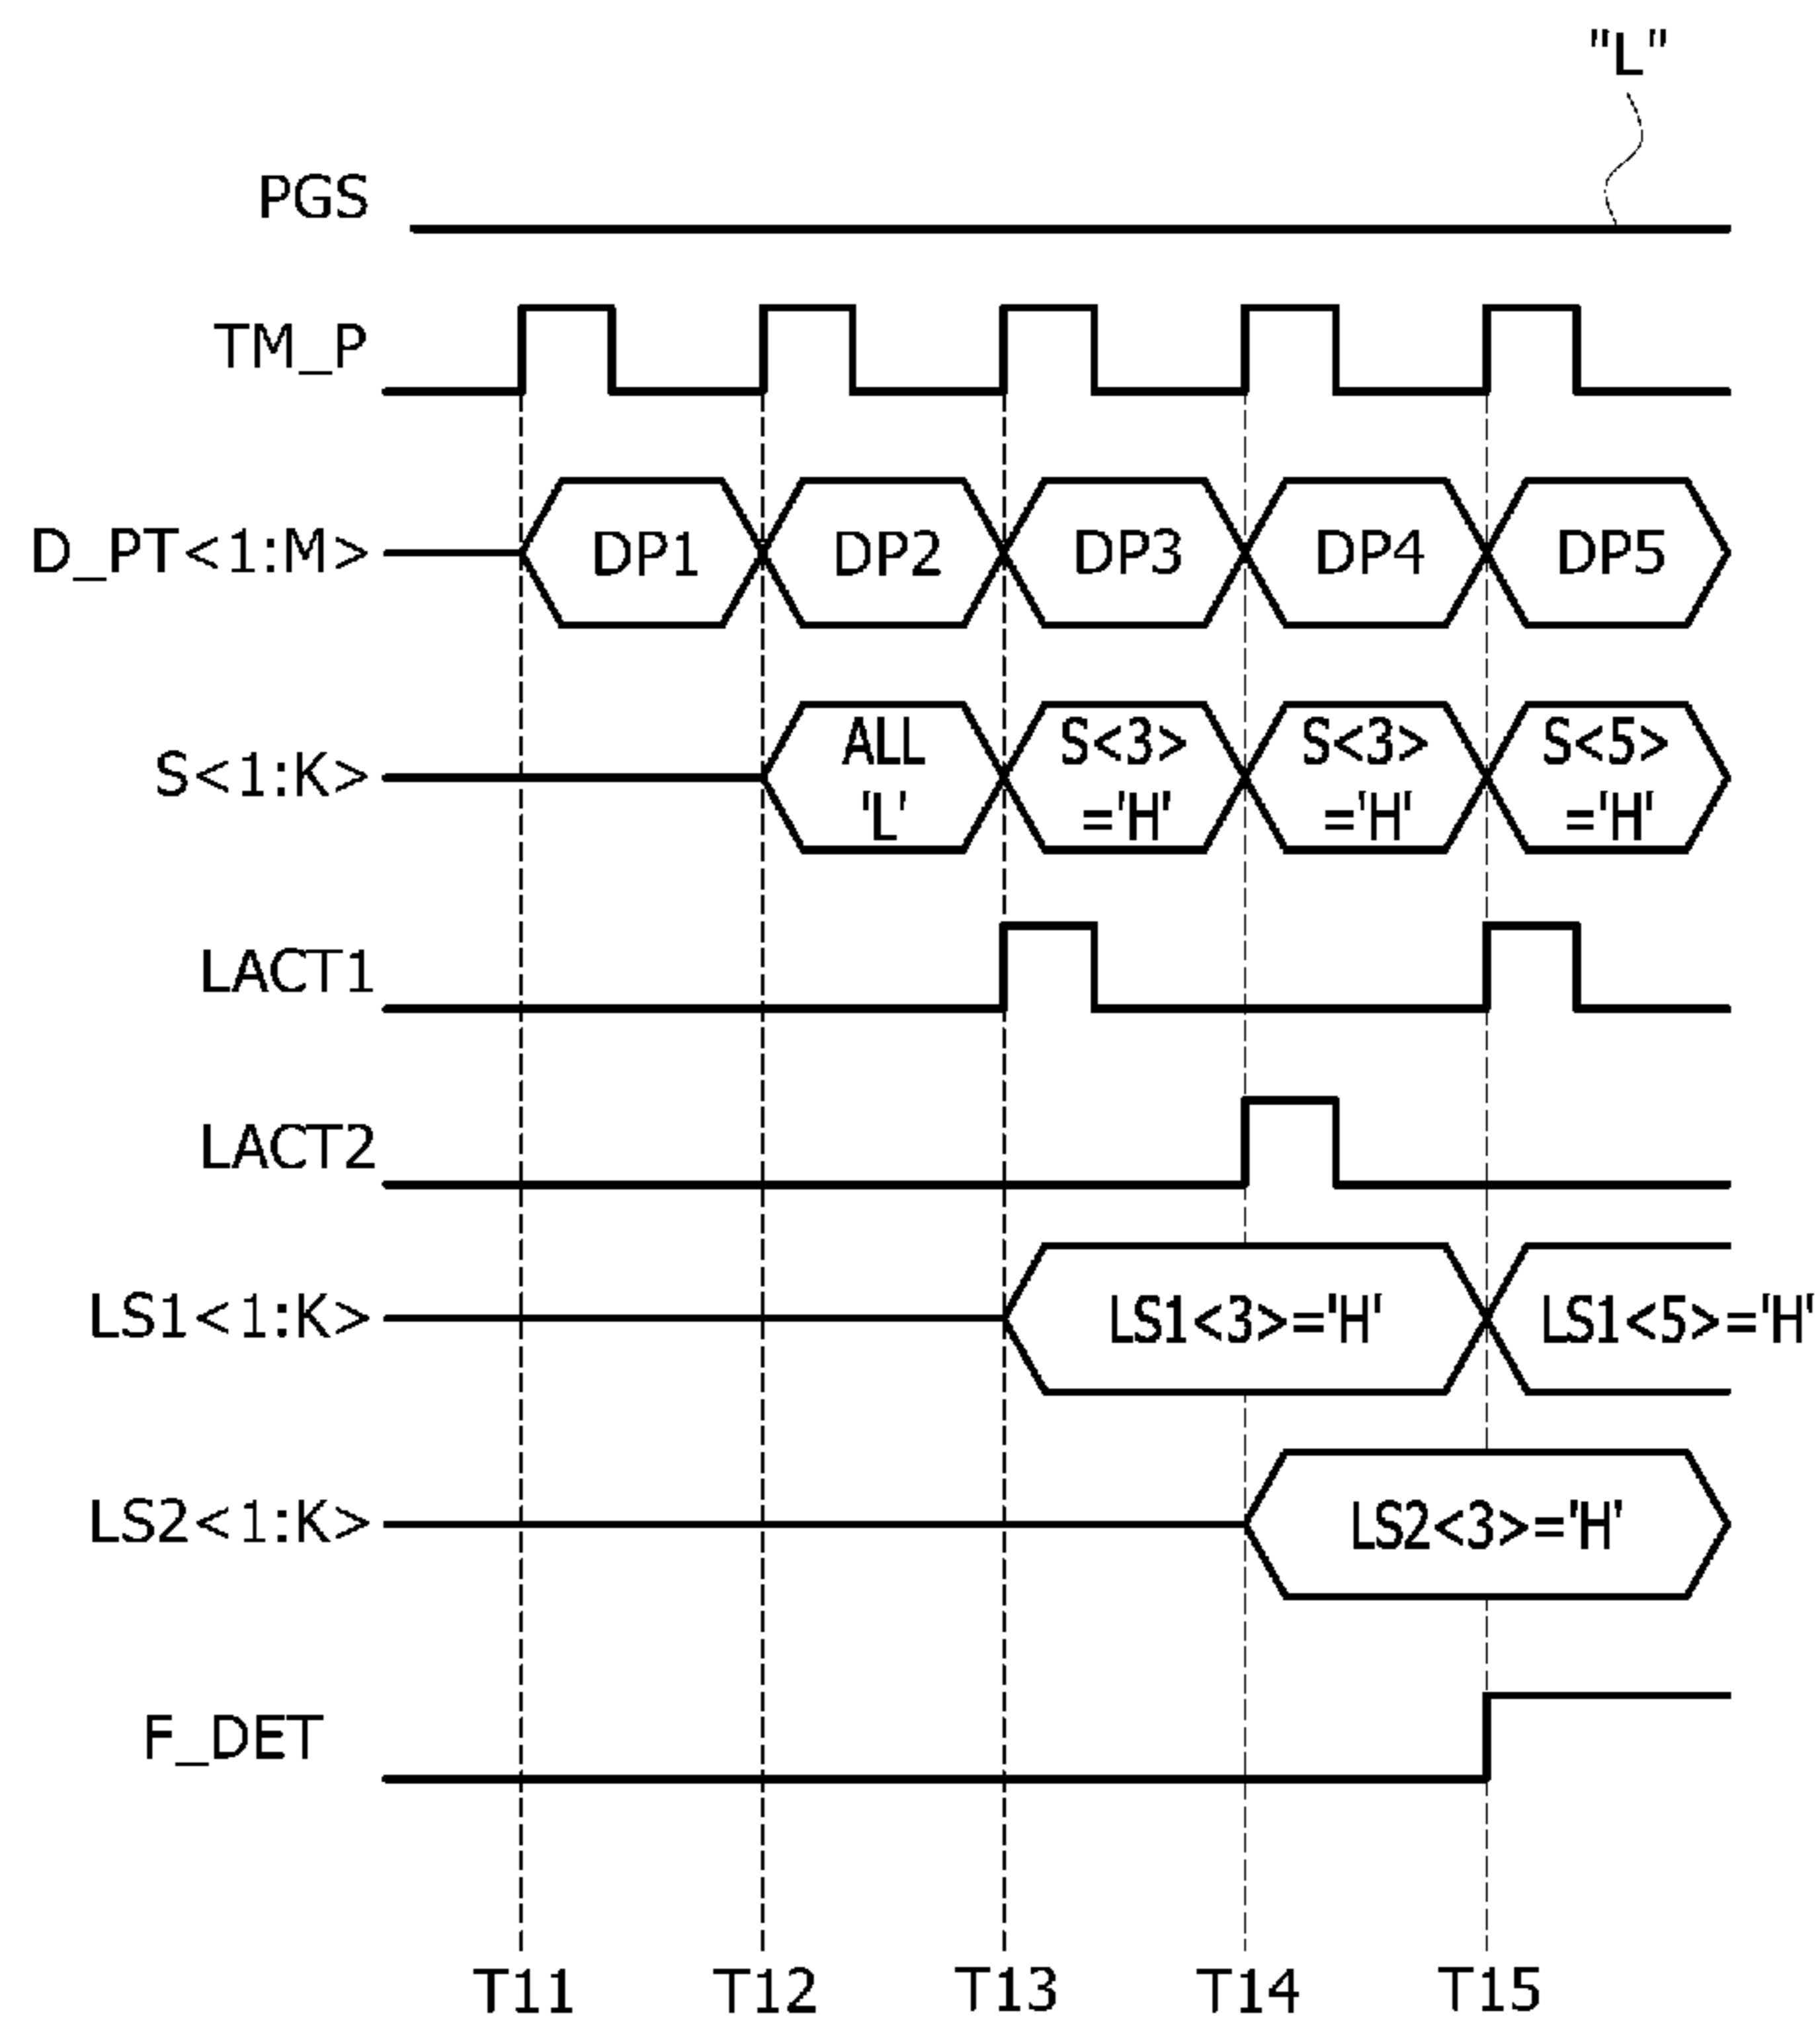 "L"
PGS
TM_P
D_PT<1:M> DP1 DP2 DP3 DP4 DP5
S<1:K> ALL 'L' S<3> ='H' S<3> ='H' S<5> ='H'
LACT1
LACT2
LS1<1:K> LS1<3>='H' LS1<5>='H'
LS2<1:K> LS2<3>='H'
F_DET
T11 T12 T13 T14 T15